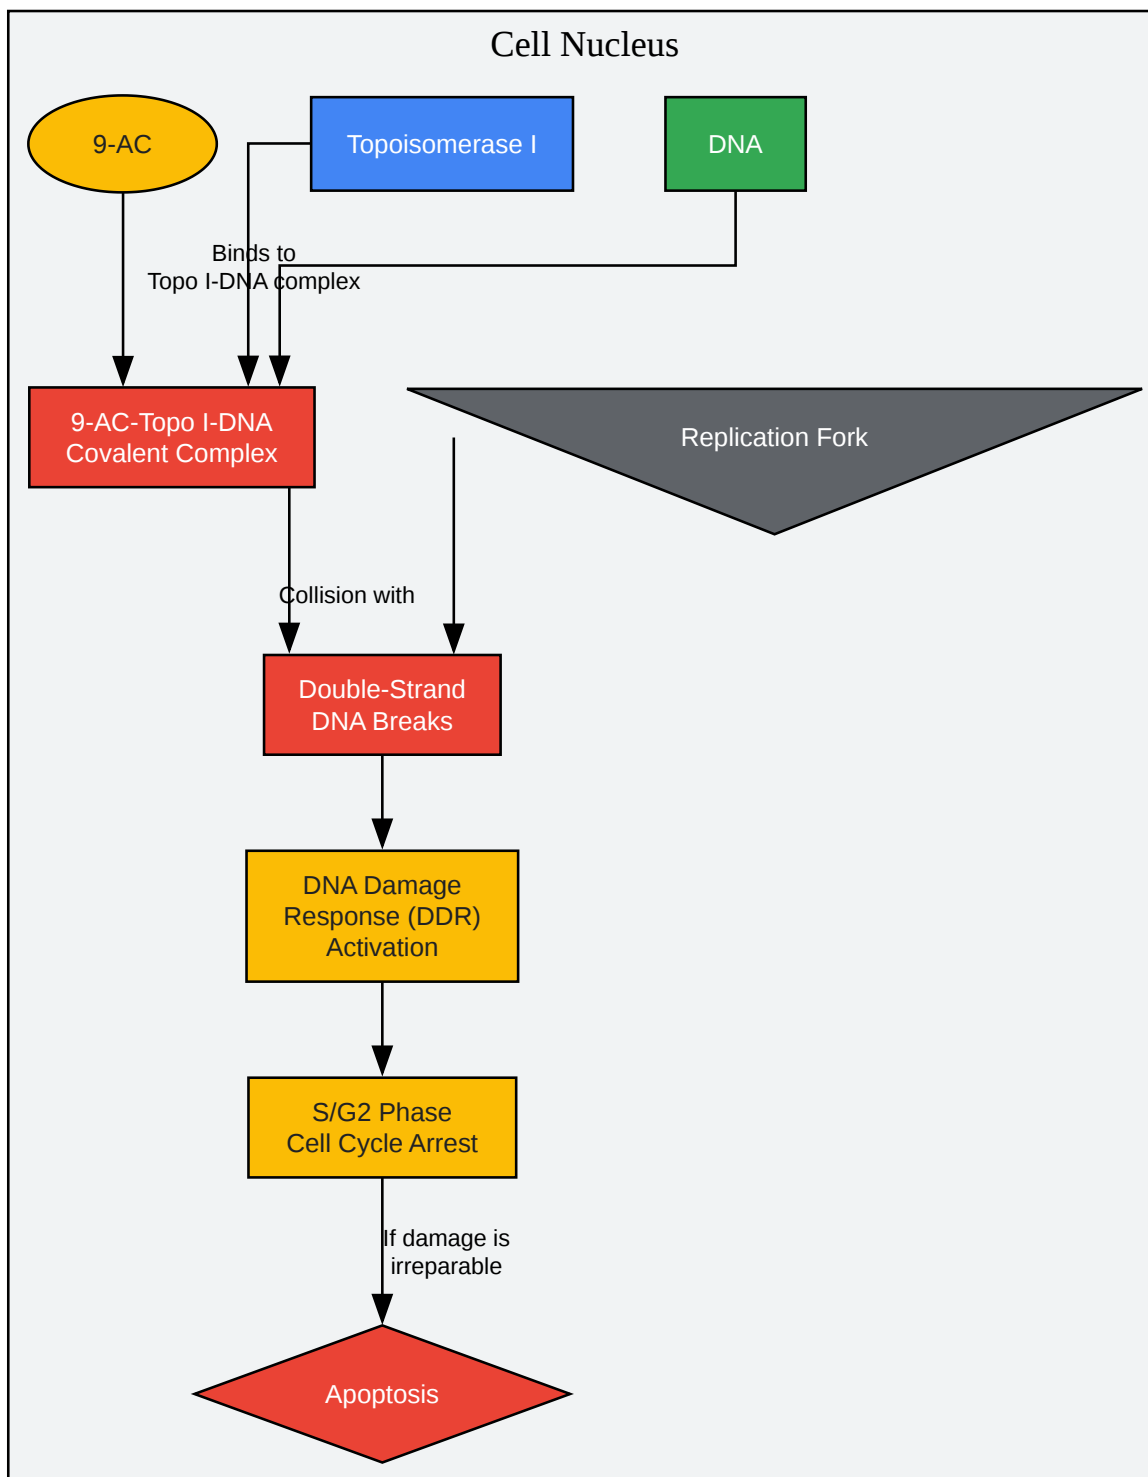 Cell Nucleus
9-AC
Topoisomerase I
DNA
Binds to
Topo I-DNA complex
9-AC-Topo I-DNA
Covalent Complex
Replication Fork
Collision with
Double-Strand
DNA Breaks
DNA Damage
Response (DDR)
Activation
S/G2 Phase
Cell Cycle Arrest
If damage is
irreparable
Apoptosis